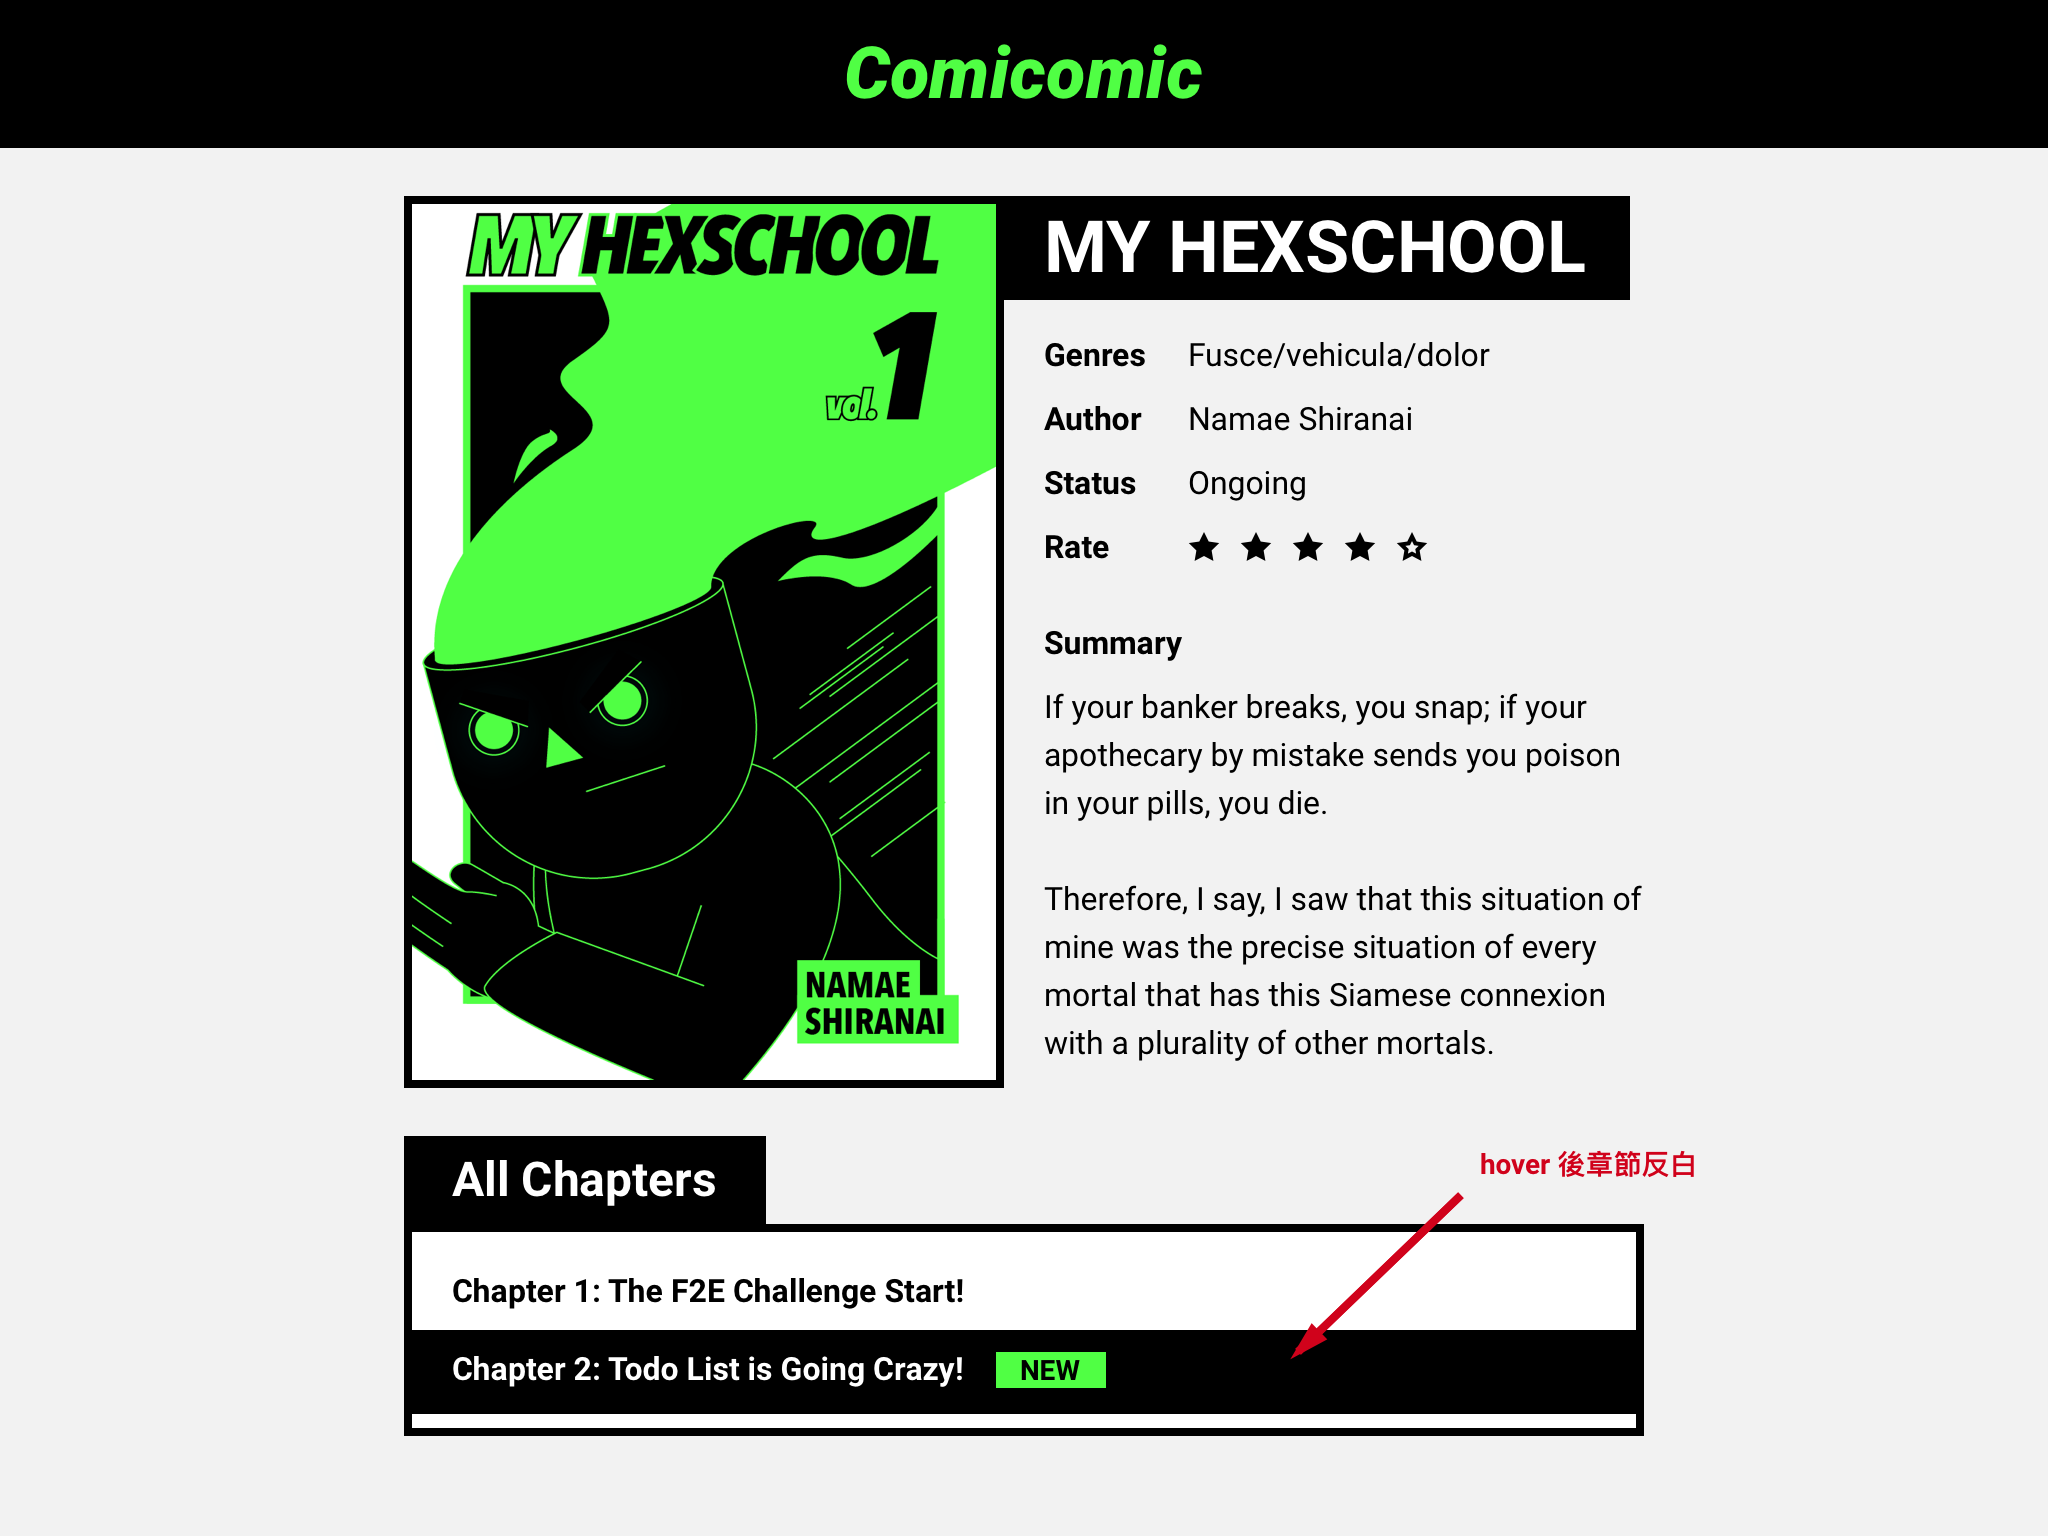 Comicomic
MY HEXSCHOOL
vol.1
NAMAE
SHIRANAI
MY HEXSCHOOL
Genres Fusce/vehicula/dolor
Author Namae Shiranai
Status Ongoing
Rate
Summary
If your banker breaks, you snap; if your
apothecary by mistake sends you poison
in your pills, you die.
Therefore, I say, I saw that this situation of
mine was the precise situation of every
mortal that has this Siamese connexion
with a plurality of other mortals.
All Chapters
hover 後章節反白
Chapter 1: The F2E Challenge Start!
Chapter 2: Todo List is Going Crazy! NEW